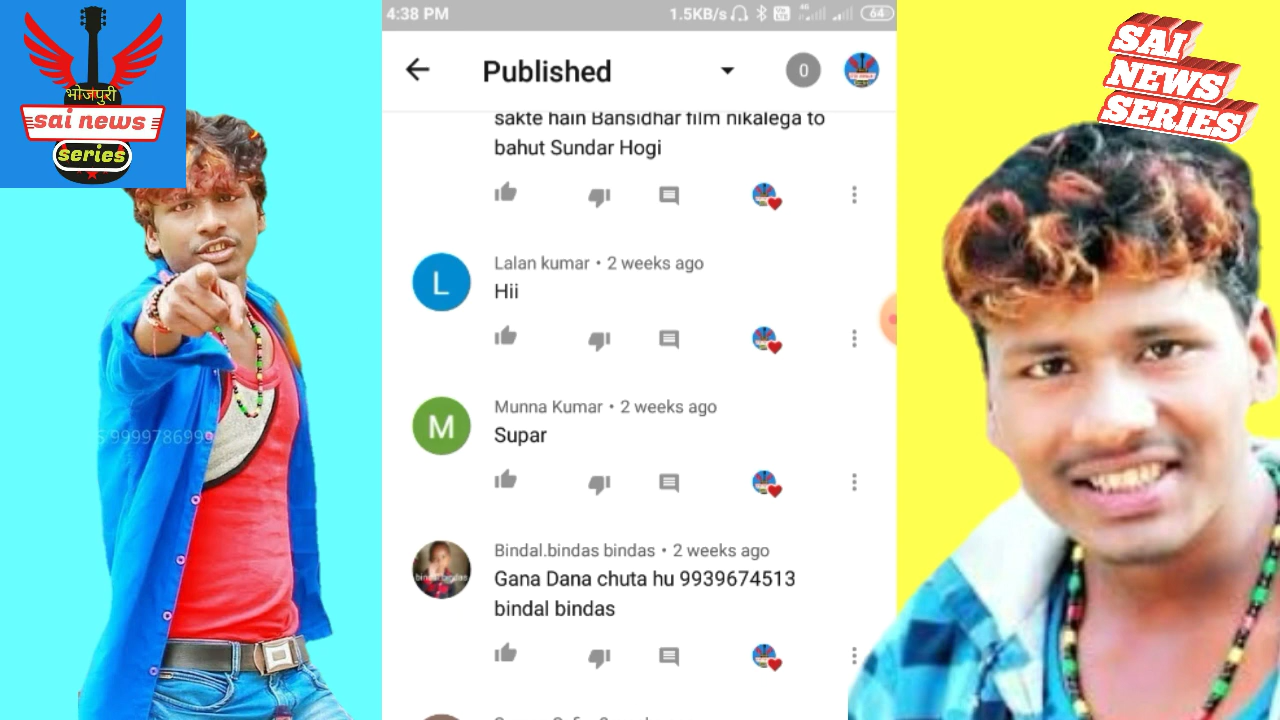 भोजपुरी
sai news
series
4:38 PM
1.5KB/s
4G
64
Published
0
SAI
NEWS
SERIES
sakte hain Bansidhar film nikalega to
bahut Sundar Hogi
L
Lalan kumar • 2 weeks ago
Hii
M
Munna Kumar • 2 weeks ago
Supar
9999786999
Bindal.bindas bindas • 2 weeks ago
Gana Dana chuta hu 9939674513
bindal bindas